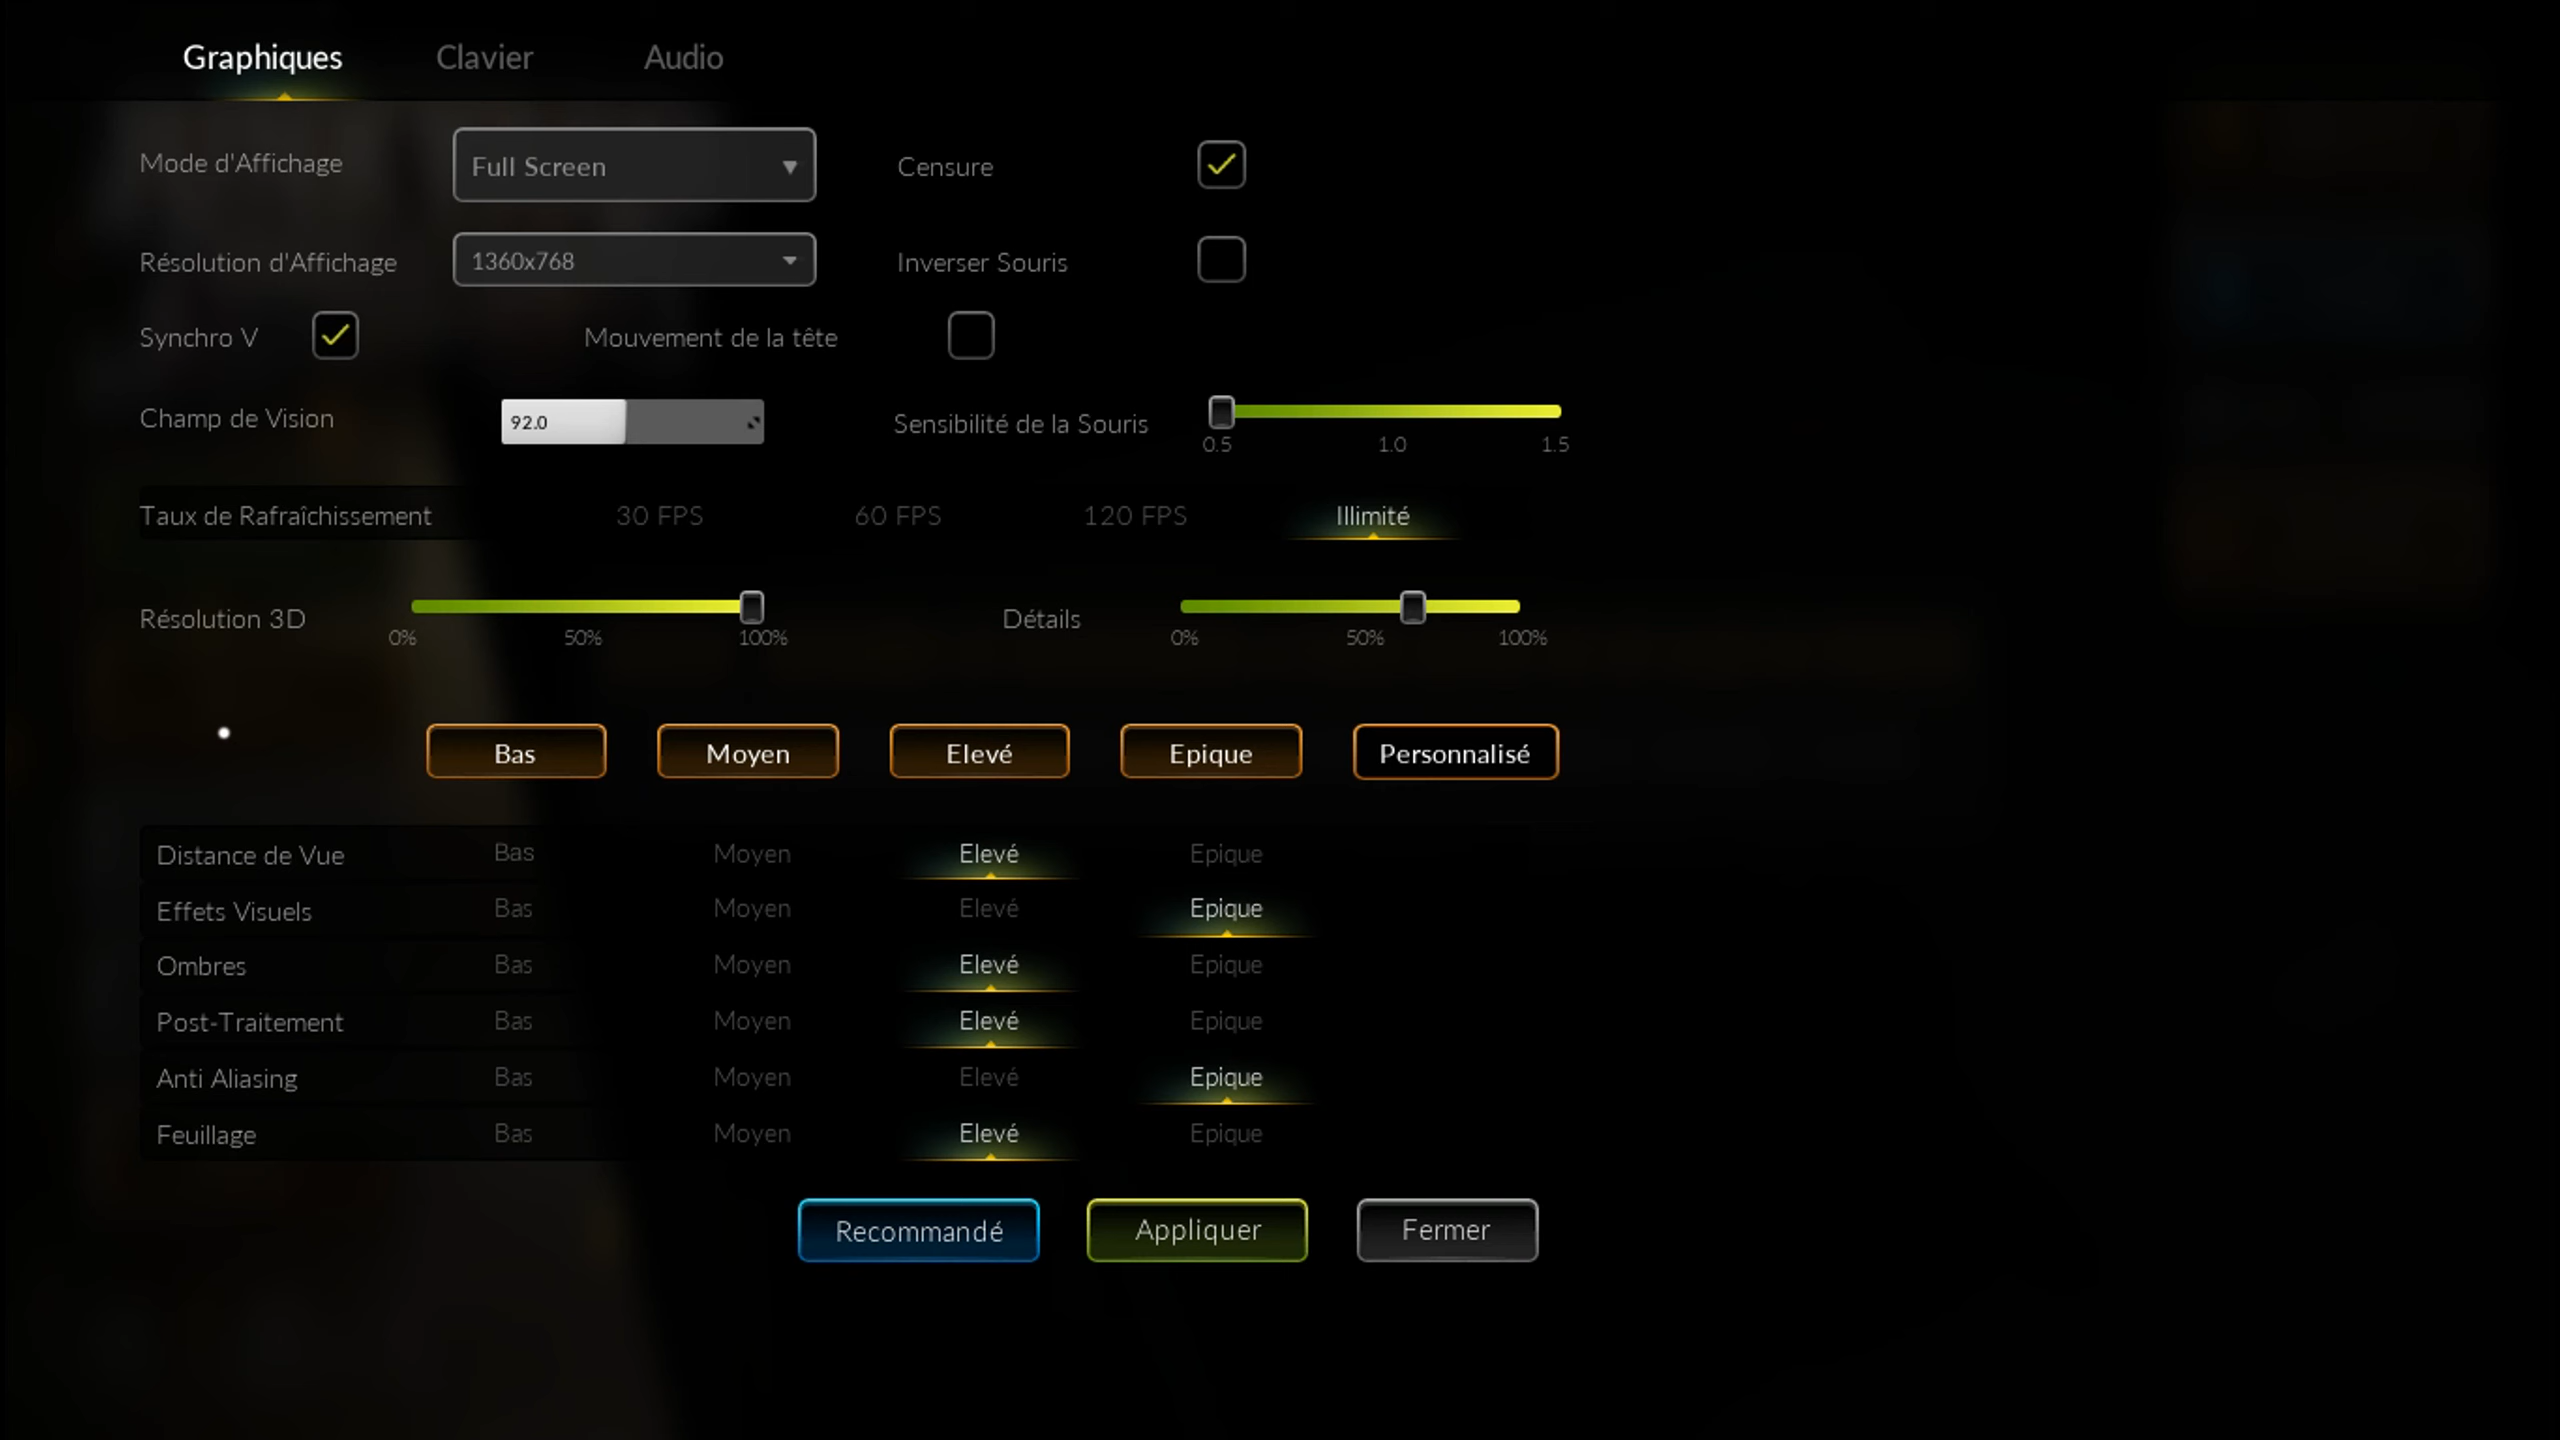 Graphiques Clavier Audio
Mode d'Affichage Full Screen Censure
Résolution d'Affichage 1360x768 Inverser Souris
Synchro V Mouvement de la tête
Champ de Vision 92.0 Sensibilité de la Souris
0.5 1.0 1.5
Taux de Rafraîchissement 30 FPS 60 FPS 120 FPS Illimité
Résolution 3D Détails
0% 50% 100% 0% 50% 100%
Bas Moyen Elevé Epique Personnalisé
Distance de Vue Bas Moyen Elevé Epique
Effets Visuels Bas Moyen Elevé Epique
Ombres Bas Moyen Elevé Epique
Post-Traitement Bas Moyen Elevé Epique
Anti Aliasing Bas Moyen Elevé Epique
Feuillage Bas Moyen Elevé Epique
Recommandé Appliquer Fermer